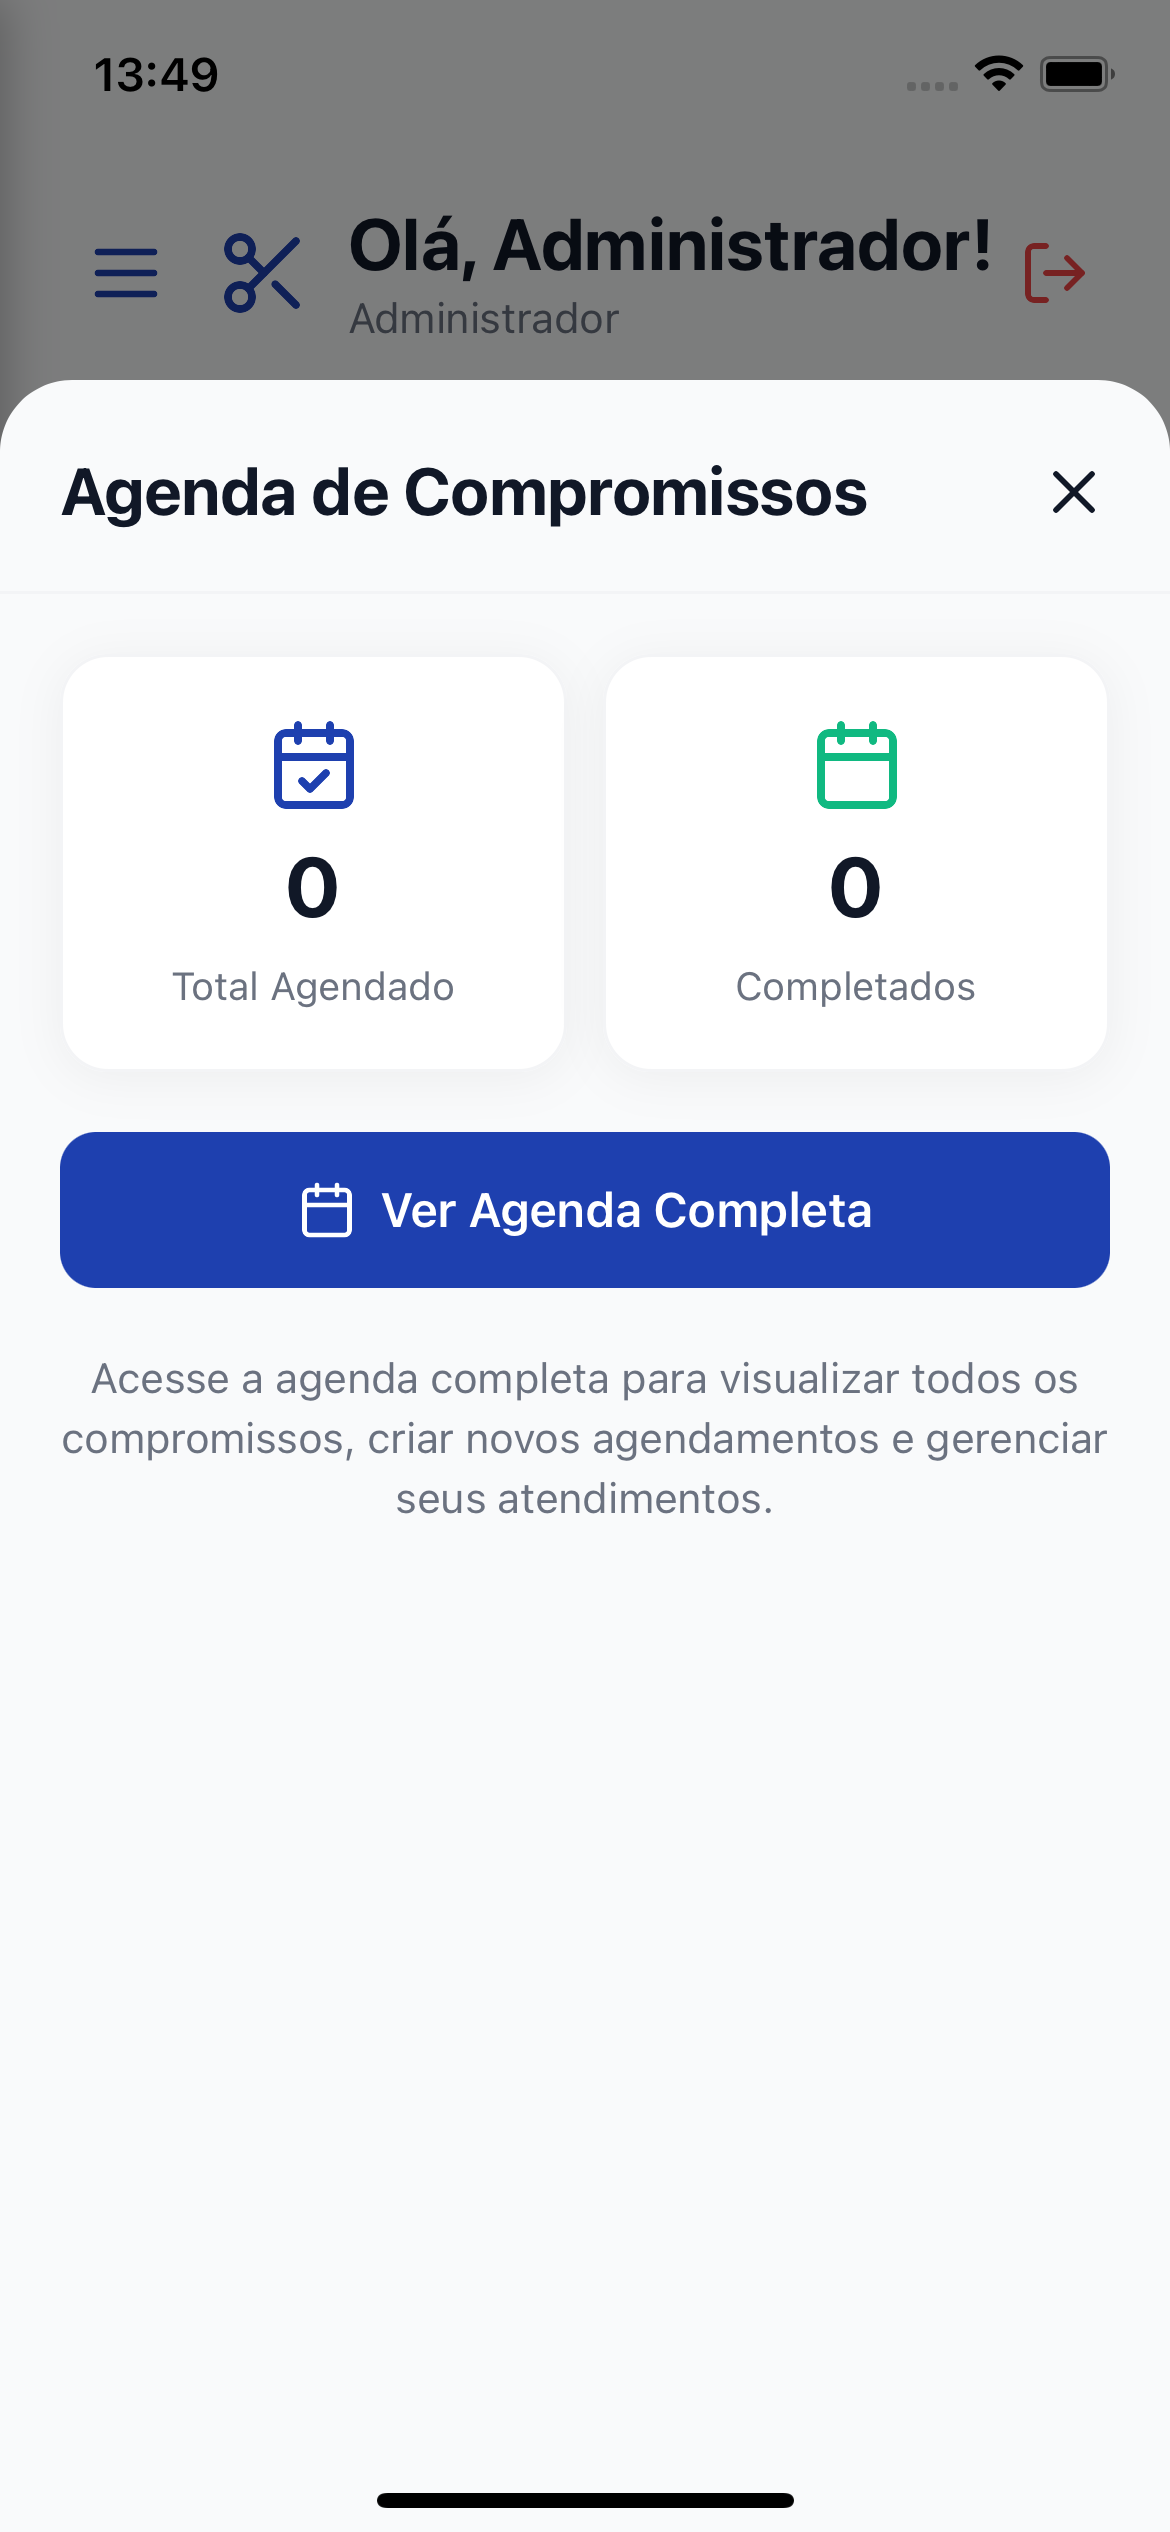 13:49
Olá, Administrador!
Administrador
Agenda de Compromissos
0
Total Agendado
0
Completados
Ver Agenda Completa
Acesse a agenda completa para visualizar todos os
compromissos, criar novos agendamentos e gerenciar
seus atendimentos.